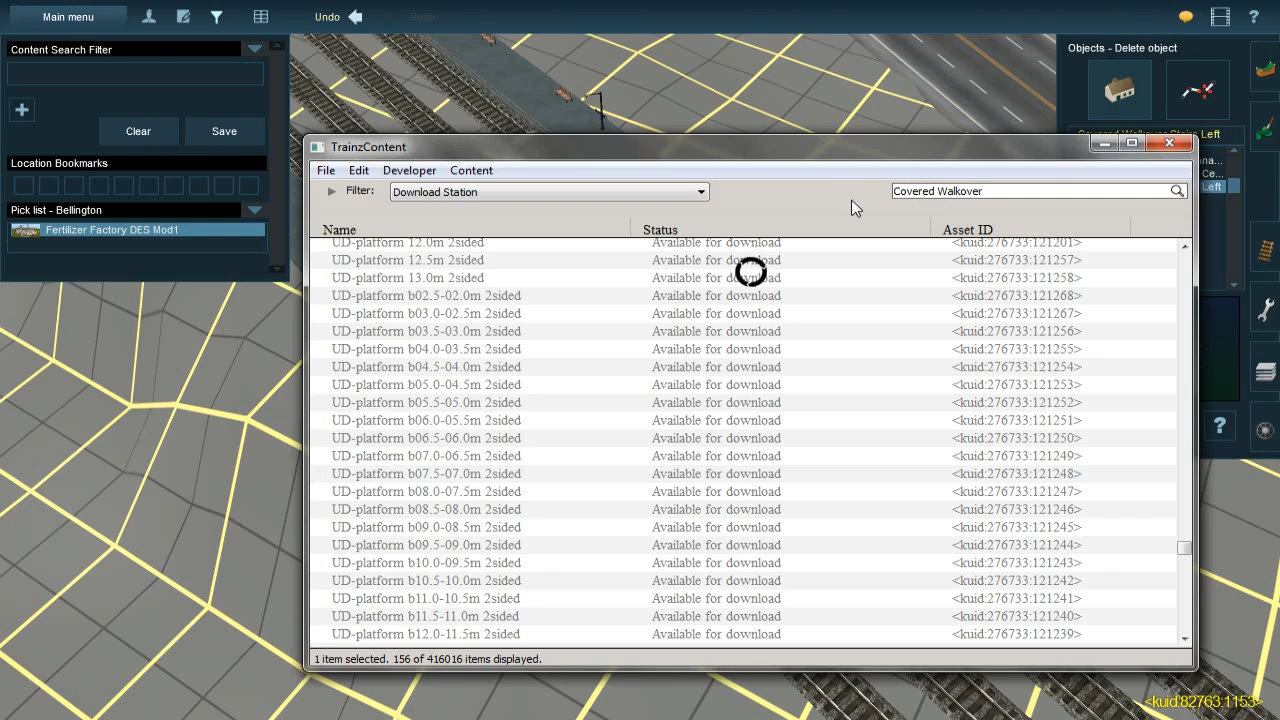 Main menu
Undo
Redo
Content Search Filter
Clear
Save
Location Bookmarks
Pick list - Bellington
Fertilizer Factory DES Mod1
Objects - Delete object
Covered Walkover Stairs Left
Left
TrainzContent
File Edit Developer Content
Filter: Download Station Covered Walkover
Name Status Asset ID
UD-platform 12.0m 2sided Available for download <kuid:276733:121201>
UD-platform 12.5m 2sided Available for download <kuid:276733:121257>
UD-platform 13.0m 2sided Available for download <kuid:276733:121258>
UD-platform b02.5-02.0m 2sided Available for download <kuid:276733:121268>
UD-platform b03.0-02.5m 2sided Available for download <kuid:276733:121267>
UD-platform b03.5-03.0m 2sided Available for download <kuid:276733:121256>
UD-platform b04.0-03.5m 2sided Available for download <kuid:276733:121255>
UD-platform b04.5-04.0m 2sided Available for download <kuid:276733:121254>
UD-platform b05.0-04.5m 2sided Available for download <kuid:276733:121253>
UD-platform b05.5-05.0m 2sided Available for download <kuid:276733:121252>
UD-platform b06.0-05.5m 2sided Available for download <kuid:276733:121251>
UD-platform b06.5-06.0m 2sided Available for download <kuid:276733:121250>
UD-platform b07.0-06.5m 2sided Available for download <kuid:276733:121249>
UD-platform b07.5-07.0m 2sided Available for download <kuid:276733:121248>
UD-platform b08.0-07.5m 2sided Available for download <kuid:276733:121247>
UD-platform b08.5-08.0m 2sided Available for download <kuid:276733:121246>
UD-platform b09.0-08.5m 2sided Available for download <kuid:276733:121245>
UD-platform b09.5-09.0m 2sided Available for download <kuid:276733:121244>
UD-platform b10.0-09.5m 2sided Available for download <kuid:276733:121243>
UD-platform b10.5-10.0m 2sided Available for download <kuid:276733:121242>
UD-platform b11.0-10.5m 2sided Available for download <kuid:276733:121241>
UD-platform b11.5-11.0m 2sided Available for download <kuid:276733:121240>
UD-platform b12.0-11.5m 2sided Available for download <kuid:276733:121239>
1 item selected. 156 of 416016 items displayed.
<kuid:82763:1153>